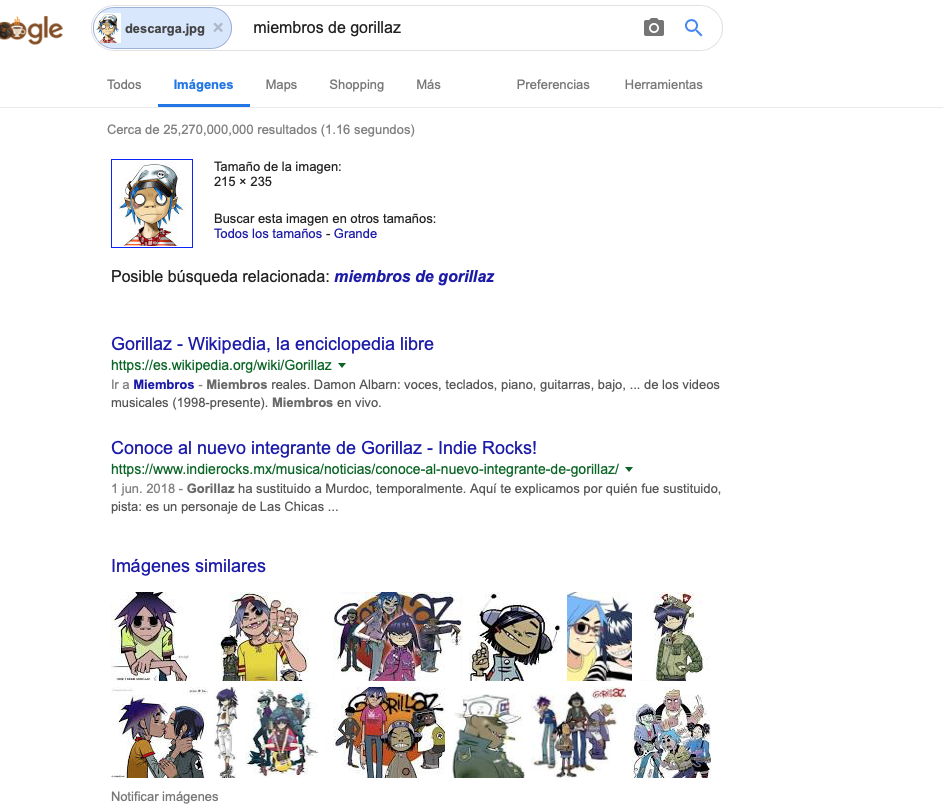 descarga.jpg × miembros de gorillaz
Todos Imágenes Maps Shopping Más Preferencias Herramientas
Cerca de 25,270,000,000 resultados (1.16 segundos)
Tamaño de la imagen:
215 × 235
Buscar esta imagen en otros tamaños:
Todos los tamaños - Grande
Posible búsqueda relacionada: miembros de gorillaz
Gorillaz - Wikipedia, la enciclopedia libre
https://es.wikipedia.org/wiki/Gorillaz
Ir a Miembros - Miembros reales. Damon Albarn: voces, teclados, piano, guitarras, bajo, ... de los videos
musicales (1998-presente). Miembros en vivo.
Conoce al nuevo integrante de Gorillaz - Indie Rocks!
https://www.indierocks.mx/musica/noticias/conoce-al-nuevo-integrante-de-gorillaz/
1 jun. 2018 - Gorillaz ha sustituido a Murdoc, temporalmente. Aquí te explicamos por quién fue sustituido,
pista: es un personaje de Las Chicas ...
Imágenes similares
GORILLAZ
GORILLAZ
Notificar imágenes